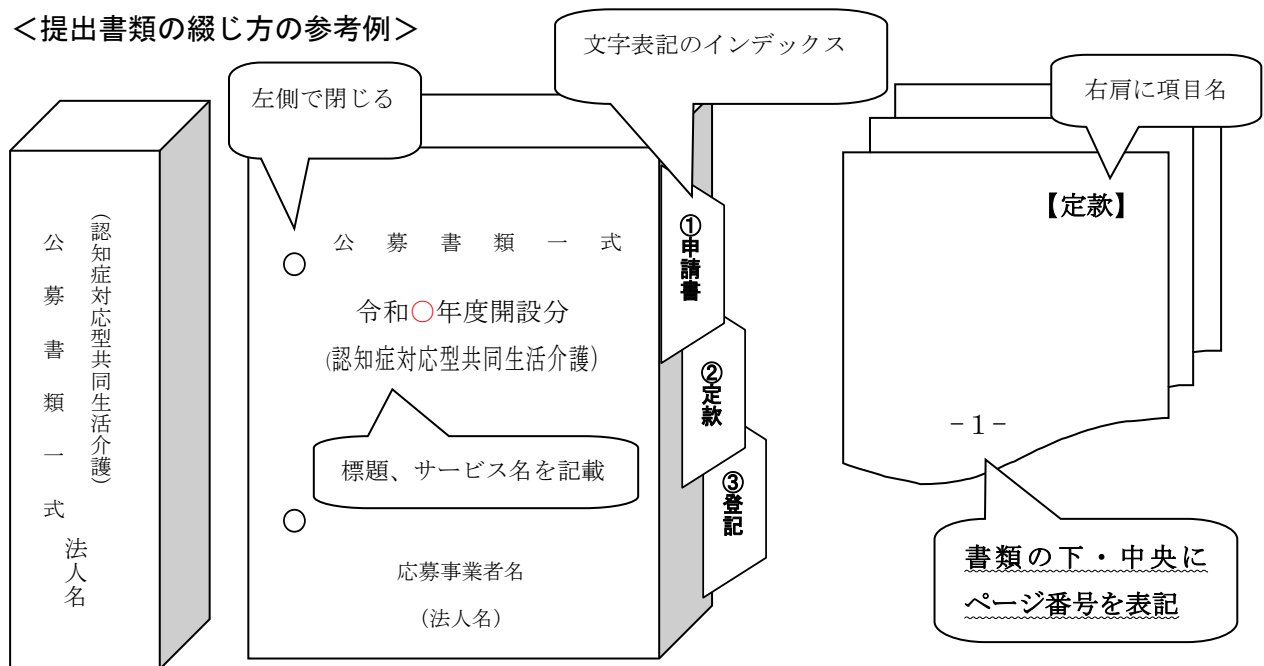 ＜提出書類の綴じ方の参考例＞
文字表記のインデックス
左側で閉じる
右肩に項目名
公募書類一式
(認知症対応型共同生活介護)
法人名
公募書類一式
令和○年度開設分
(認知症対応型共同生活介護)
標題、サービス名を記載
応募事業者名
(法人名)
①申請書
②定款
③登記
【定款】
-1-
書類の下・中央に
ページ番号を表記